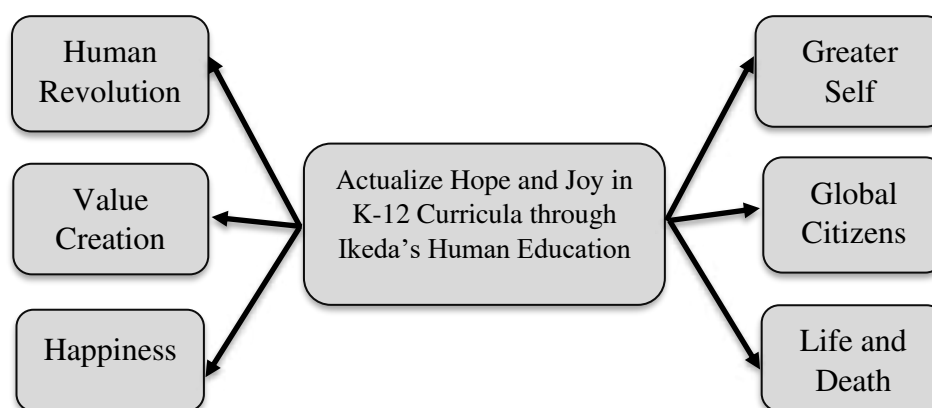 Human
Revolution
Value
Creation
Happiness
Actualize Hope and Joy in
K-12 Curricula through
Ikeda’s Human Education
Greater
Self
Global
Citizens
Life and
Death